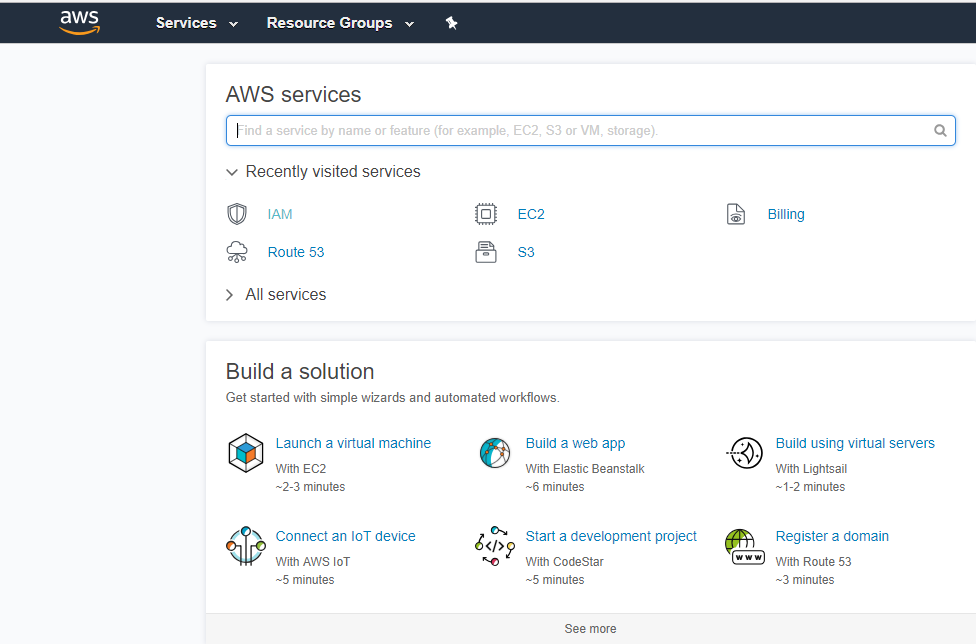 aws Services Resource Groups
AWS services
Find a service by name or feature (for example, EC2, S3 or VM, storage).
Recently visited services
IAM EC2 Billing
Route 53 S3
All services
Build a solution
Get started with simple wizards and automated workflows.
Launch a virtual machine
With EC2
~2-3 minutes
Build a web app
With Elastic Beanstalk
~6 minutes
Build using virtual servers
With Lightsail
~1-2 minutes
Connect an IoT device
With AWS IoT
~5 minutes
Start a development project
With CodeStar
~5 minutes
Register a domain
With Route 53
~3 minutes
www
See more